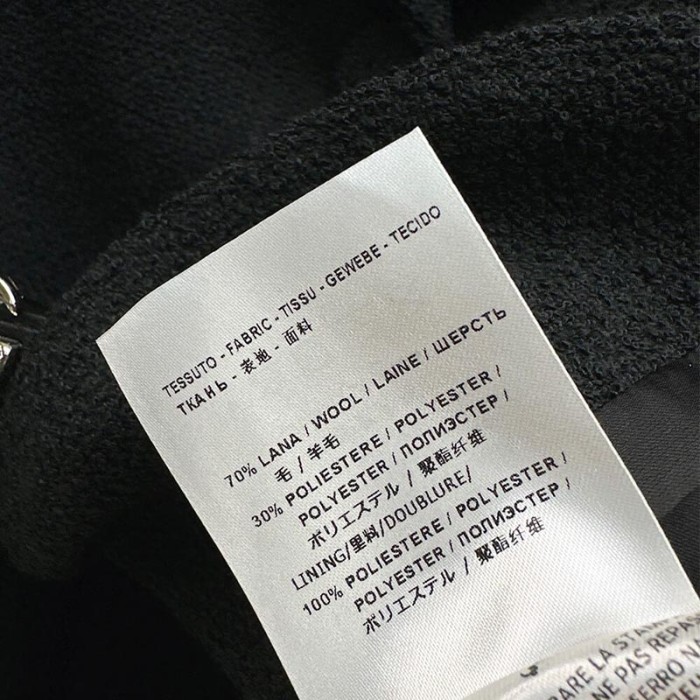 TESSUTO - FABRIC - TISSU - GEWEBE - TECIDO
ТКАНЬ - 表地 - 面料
70% LANA / WOOL / LAINE / ШЕРСТЬ
毛 / 羊毛
30% POLIESTERE / POLYESTER /
POLYESTER / ПОЛИЭСТЕР /
ポリエステル / 聚酯纤维
LINING/里料/DOUBLURE/
100% POLIESTERE / POLYESTER /
POLYESTER / ПОЛИЭСТЕР /
ポリエステル / 聚酯纤维
LA
PAS